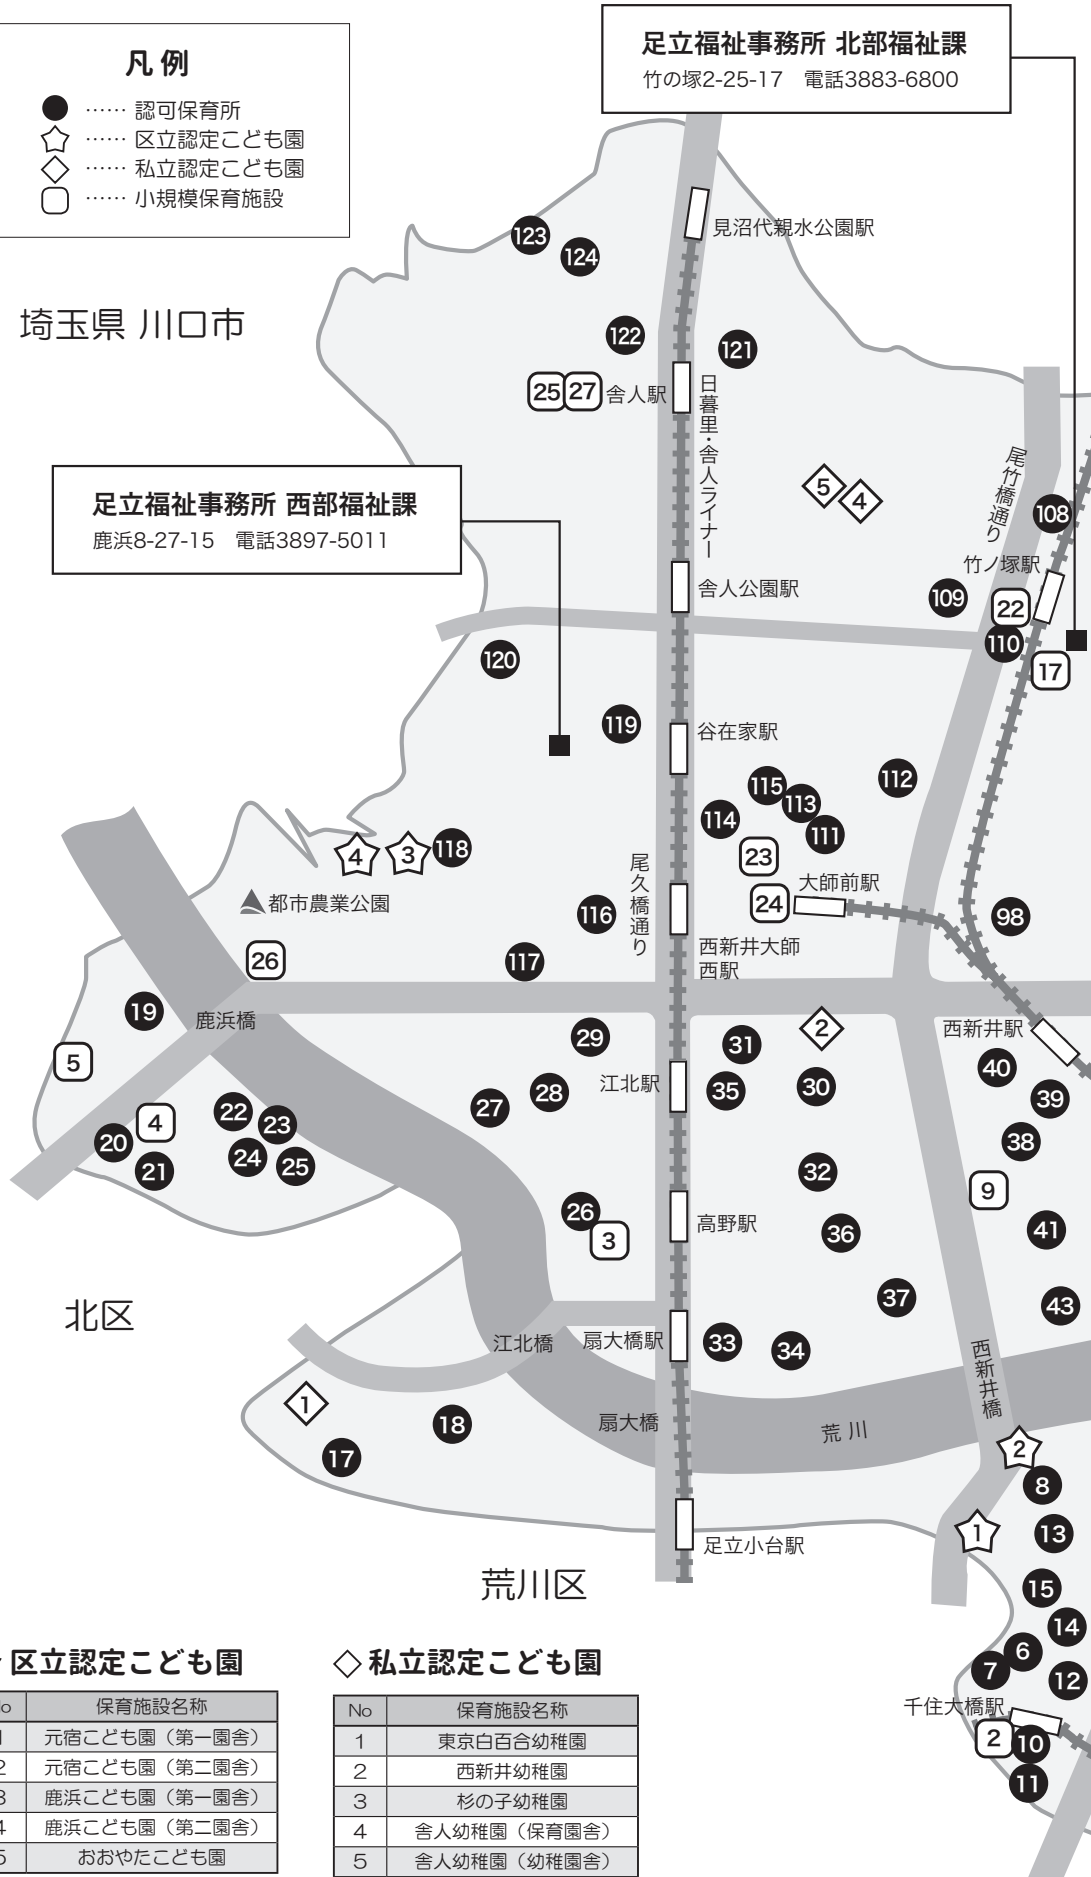 足立福祉事務所 北部福祉課
竹の塚2-25-17 電話3883-6800
凡例
●……認可保育所
☆……区立認定こども園
◇……私立認定こども園
▢……小規模保育施設
見沼代親水公園駅
123
124
埼玉県 川口市
122
121
25
27
舎人駅
日暮里・舎人ライナー
足立福祉事務所 西部福祉課
鹿浜8-27-15 電話3897-5011
5
4
尾竹橋通り
108
竹ノ塚駅
舎人公園駅
109
22
110
17
120
119
谷在家駅
115
113
112
114
111
23
4
3
118
尾久橋通り
大師前駅
24
都市農業公園
116
98
西新井大師
西駅
26
117
19
鹿浜橋
29
31
2
西新井駅
5
江北駅
40
35
30
39
28
27
22
23
4
20
21
24
25
38
32
9
26
3
高野駅
36
41
37
43
北区
江北橋
扇大橋駅
33
34
西新井橋
1
18
17
扇大橋
荒川
2
8
1
13
足立小台駅
荒川区
15
14
6
7
12
千住大橋駅
2
10
11
区立認定こども園
保育施設名称
元宿こども園(第一園舎)
元宿こども園(第二園舎)
鹿浜こども園(第一園舎)
鹿浜こども園(第二園舎)
おおやたこども園
◇私立認定こども園
No 保育施設名称
1 東京白百合幼稚園
2 西新井幼稚園
3 杉の子幼稚園
4 舎人幼稚園(保育園舎)
5 舎人幼稚園(幼稚園舎)